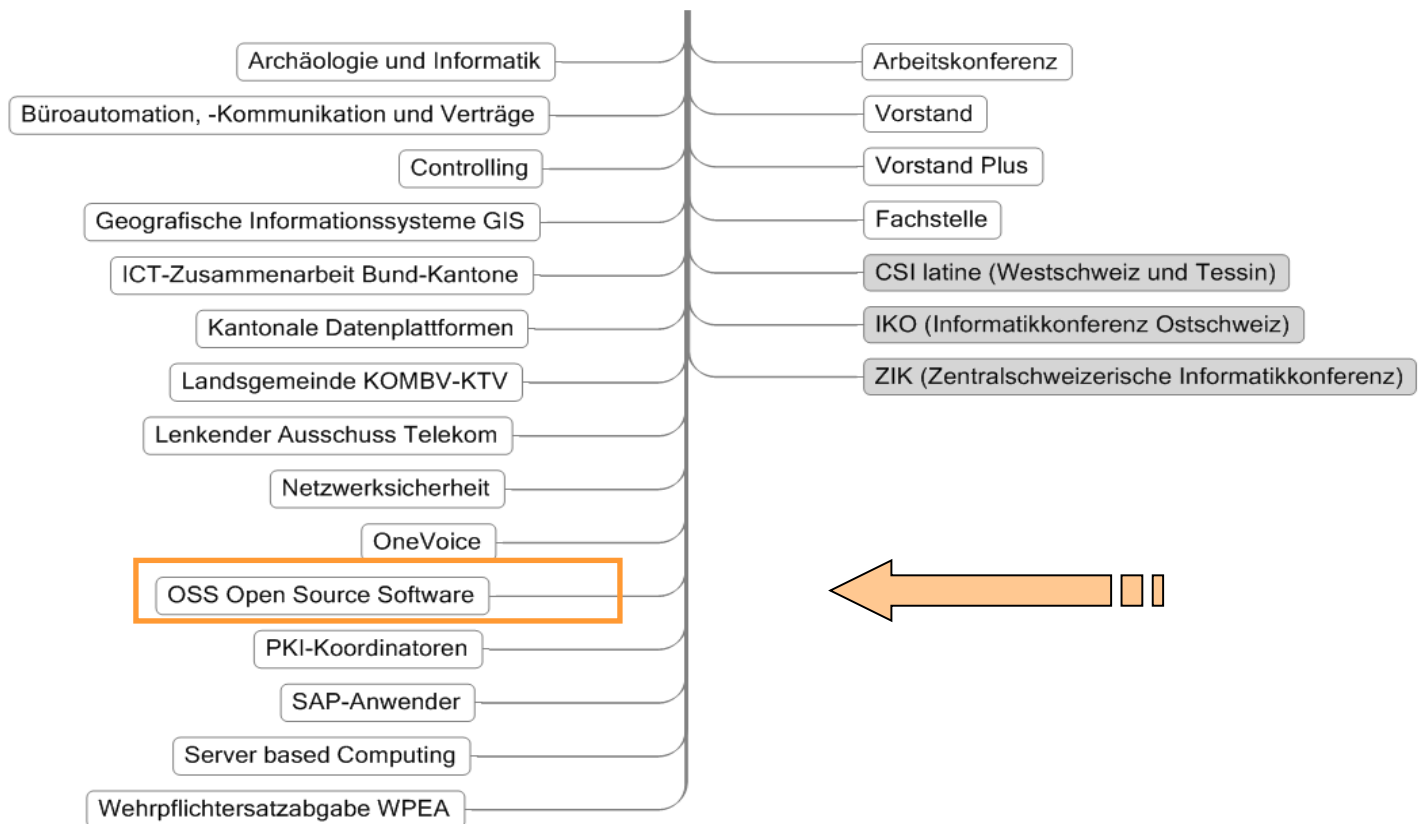 Archäologie und Informatik
Büroautomation, -Kommunikation und Verträge
Controlling
Geografische Informationssysteme GIS
ICT-Zusammenarbeit Bund-Kantone
Kantonale Datenplattformen
Landsgemeinde KOMBV-KTV
Lenkender Ausschuss Telekom
Netzwerksicherheit
OneVoice
OSS Open Source Software
PKI-Koordinatoren
SAP-Anwender
Server based Computing
Wehrpflichtersatzabgabe WPEA
Arbeitskonferenz
Vorstand
Vorstand Plus
Fachstelle
CSI latine (Westschweiz und Tessin)
IKO (Informatikkonferenz Ostschweiz)
ZIK (Zentralschweizerische Informatikkonferenz)